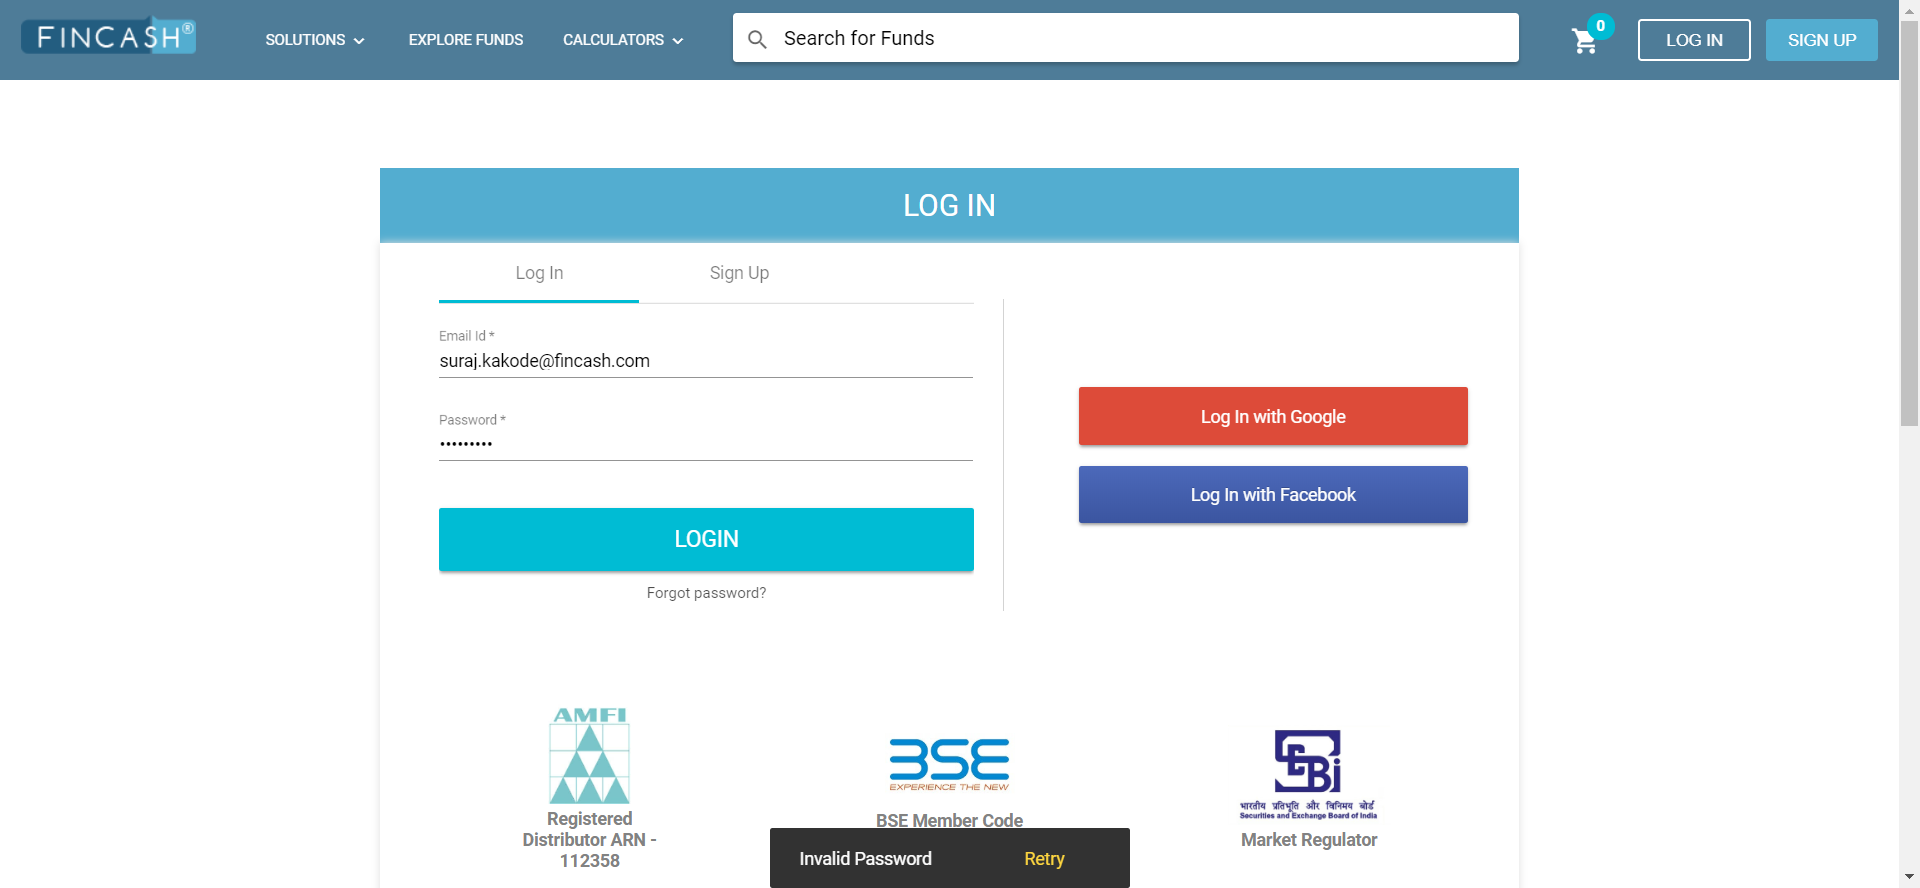 FINCASH®
SOLUTIONS
EXPLORE FUNDS
CALCULATORS
Search for Funds
0
LOG IN
SIGN UP
LOG IN
Log In
Sign Up
Email Id *
suraj.kakode@fincash.com
Password *
•••••••••
LOGIN
Forgot password?
Log In with Google
Log In with Facebook
AMFI
Registered
Distributor ARN -
112358
BSE
EXPERIENCE THE NEW
BSE Member Code
SEBI
भारतीय प्रतिभूति और विनिमय बोर्ड
Securities and Exchange Board of India
Market Regulator
Invalid Password
Retry